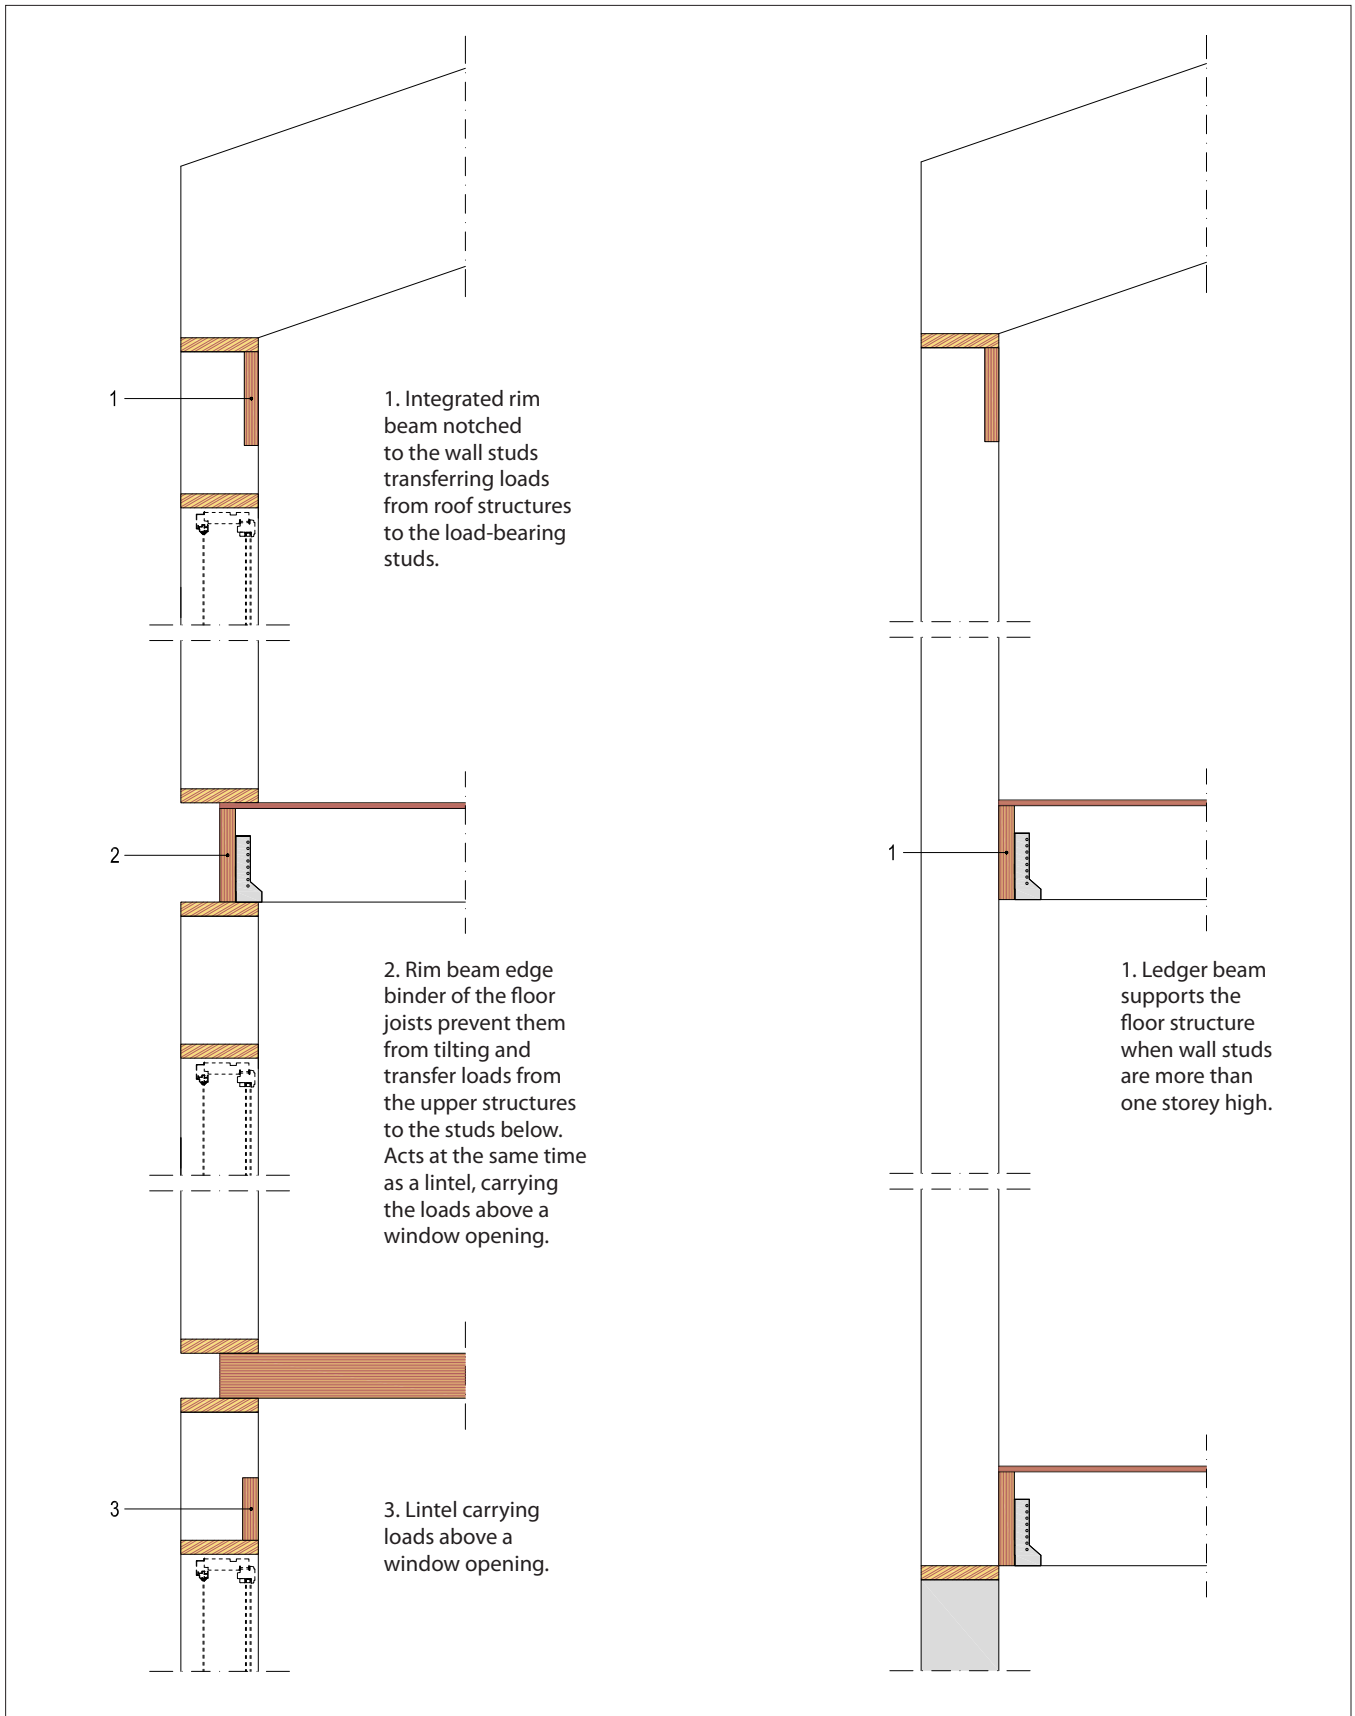 1
1. Integrated rim
beam notched
to the wall studs
transferring loads
from roof structures
to the load-bearing
studs.
2
2. Rim beam edge
binder of the floor
joists prevent them
from tilting and
transfer loads from
the upper structures
to the studs below.
Acts at the same time
as a lintel, carrying
the loads above a
window opening.
3
3. Lintel carrying
loads above a
window opening.
1
1. Ledger beam
supports the
floor structure
when wall studs
are more than
one storey high.